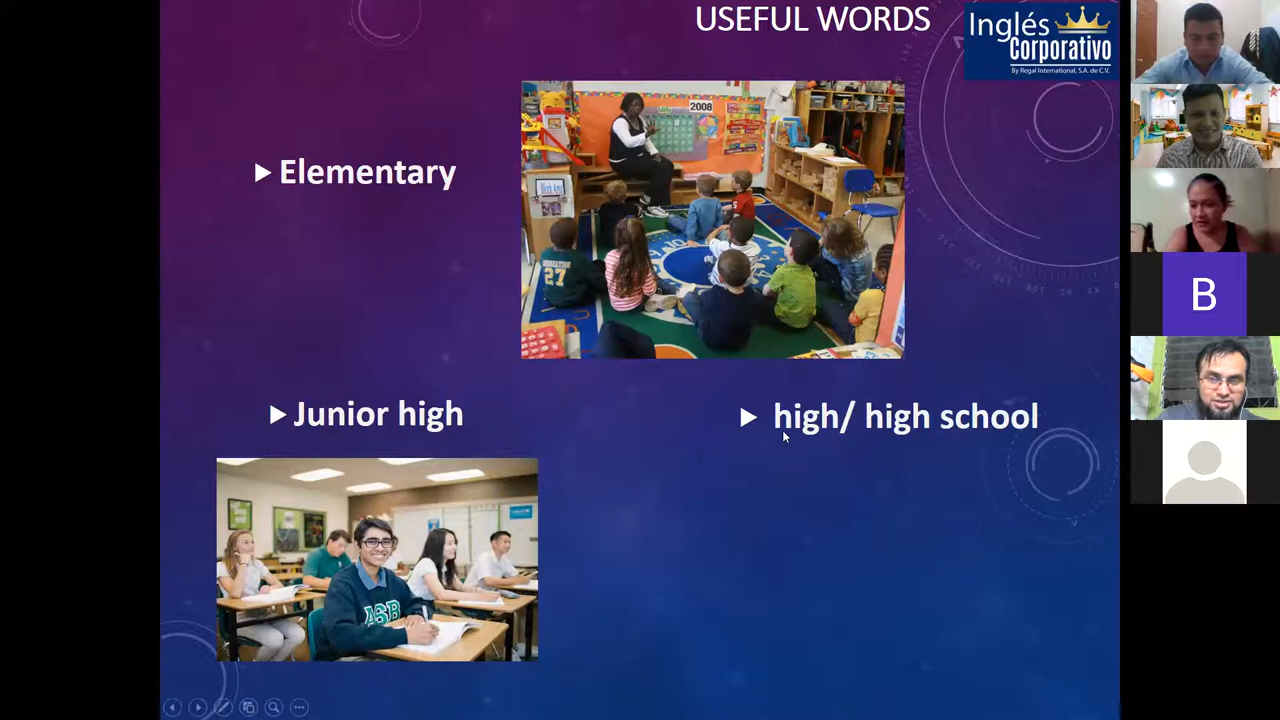 USEFUL WORDS
Inglés
Corporativo
By Regal International, S.A. de C.V.
Elementary
2008
27
Junior high
high/ high school
ASB
B